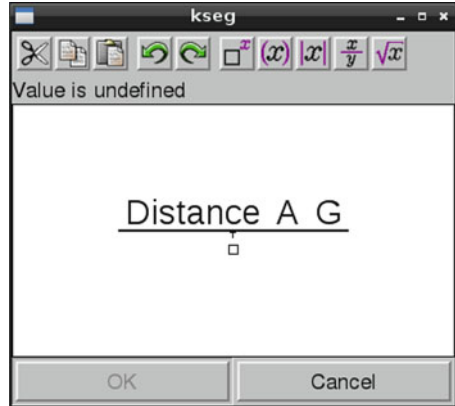 kseg
□ˣ (x) |x| x/y √x
Value is undefined
Distance A G
OK Cancel